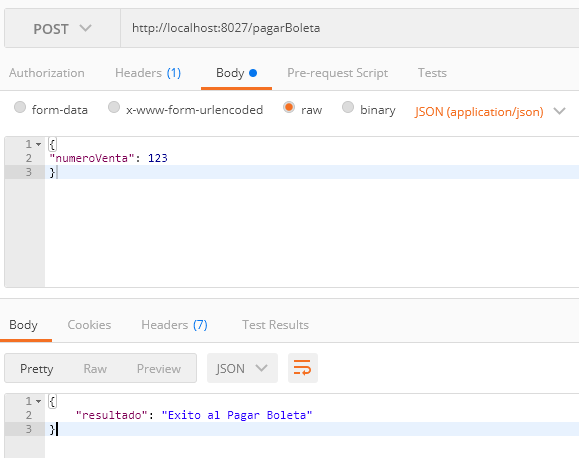 POST http://localhost:8027/pagarBoleta
Authorization Headers (1) Body Pre-request Script Tests
form-data x-www-form-urlencoded raw binary JSON (application/json)
1 {
2 "numeroVenta": 123
3 }
Body Cookies Headers (7) Test Results
Pretty Raw Preview JSON
1 {
2 "resultado": "Exito al Pagar Boleta"
3 }